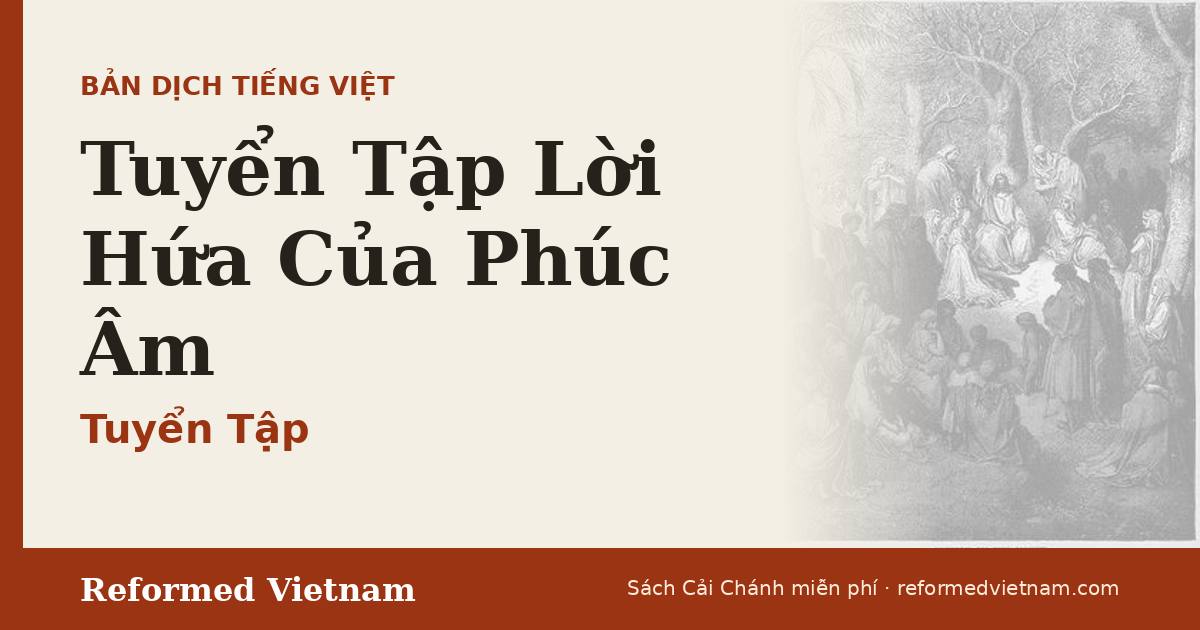 BẢN DỊCH TIẾNG VIỆT
Tuyển Tập Lời
Hứa Của Phúc
Âm
Tuyển Tập
Reformed Vietnam
Sách Cải Chánh miễn phí · reformedvietnam.com